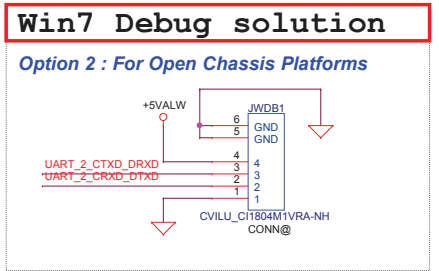 Win7 Debug solution
Option 2 : For Open Chassis Platforms
+5VALW
JWDB1
6 GND
5 GND
4 4
UART_2_CTXD_DRXD 3 3
UART_2_CRXD_DTXD 2 2
1 1
CVILU_CI1804M1VRA-NH
CONN@